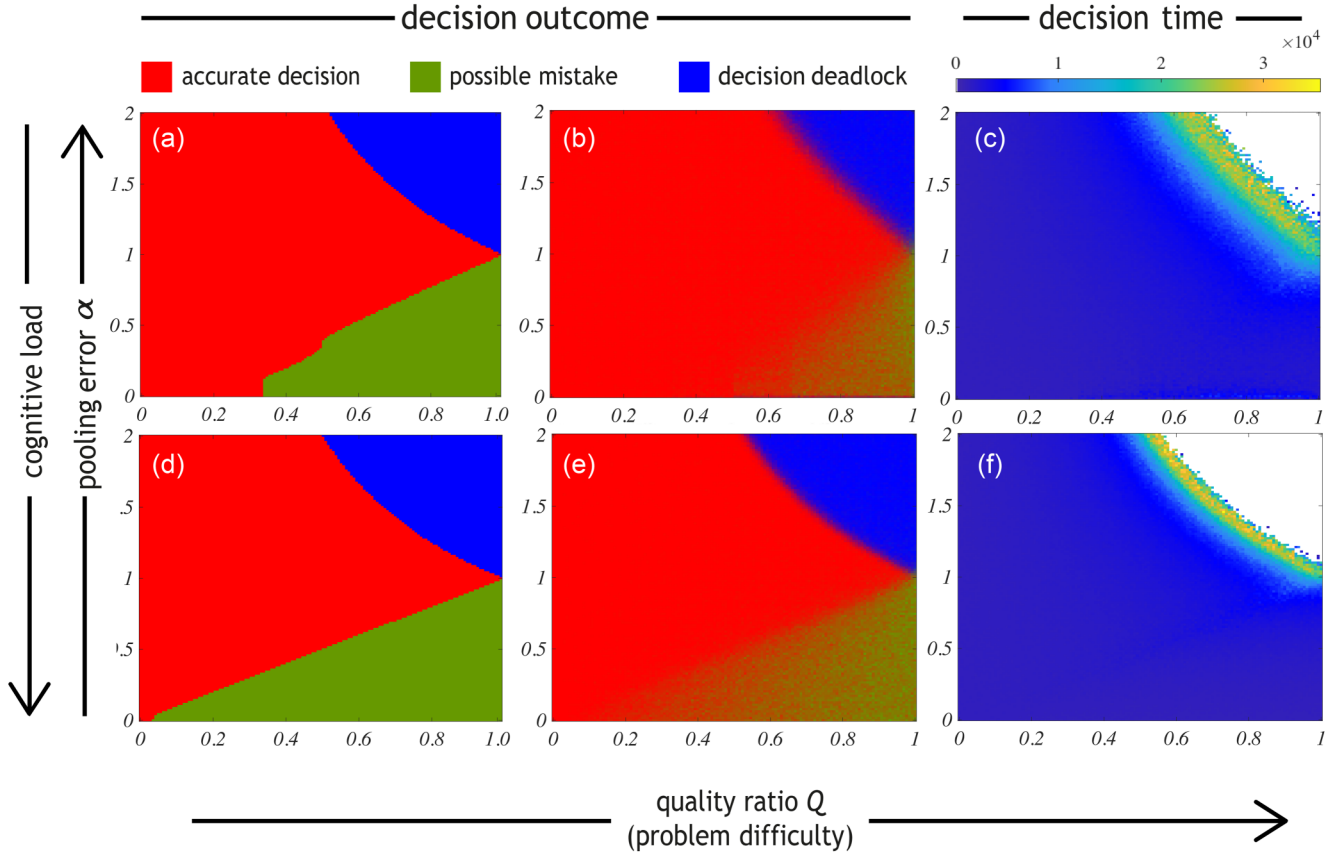 decision outcome
decision time
×10⁴
0 1 2 3
accurate decision
possible mistake
decision deadlock
cognitive load
pooling error α
(a)
2
1.5
1
0.5
0
0 0.2 0.4 0.6 0.8 1.0
(b)
2
1.5
1
0.5
0
0 0.2 0.4 0.6 0.8 1
(c)
2
1.5
1
0.5
0
0 0.2 0.4 0.6 0.8 1
(d)
2
.5
1
.5
0
0 0.2 0.4 0.6 0.8 1.0
(e)
2
1.5
1
0.5
0
0 0.2 0.4 0.6 0.8 1
(f)
2
1.5
1
0.5
0
0 0.2 0.4 0.6 0.8 1
quality ratio Q
(problem difficulty)